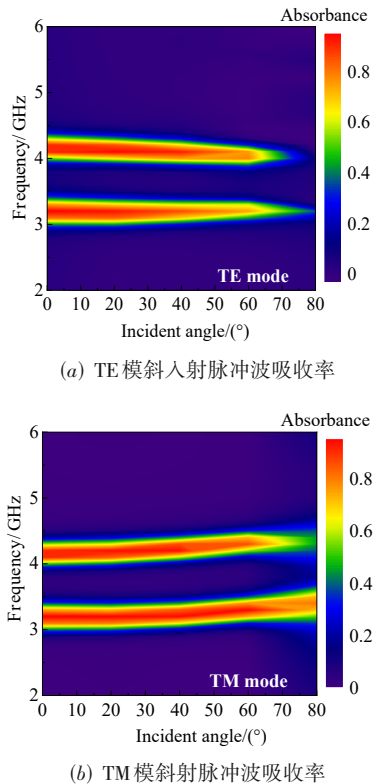 Absorbance
6
5
4
3
2
Frequency/ GHz
0.8
0.6
0.4
0.2
0
TE mode
0 10 20 30 40 50 60 70 80
Incident angle/(°)
(a) TE模斜入射脉冲波吸收率
Absorbance
6
5
4
3
2
Frequency/ GHz
0.8
0.6
0.4
0.2
0
TM mode
0 10 20 30 40 50 60 70 80
Incident angle/(°)
(b) TM模斜射脉冲波吸收率